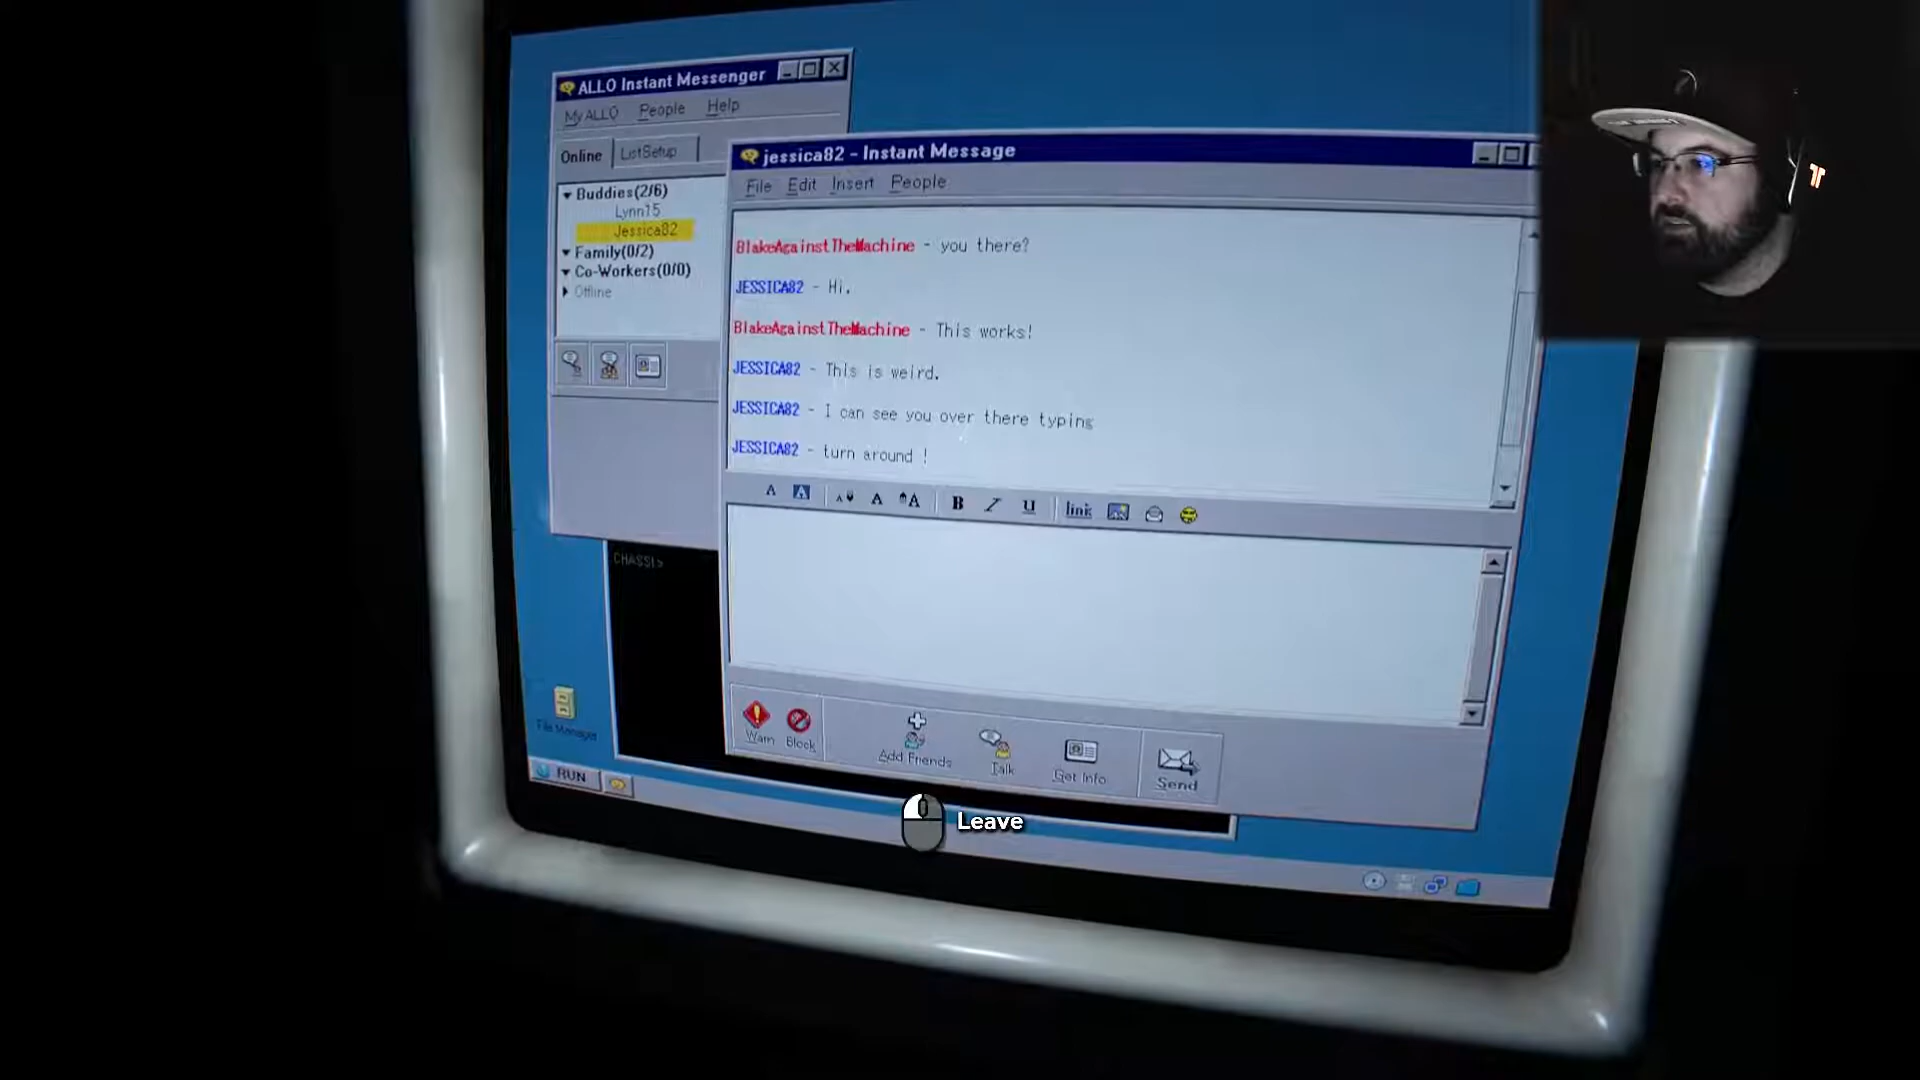 ALLO Instant Messenger
My ALLO People Help
Online ListSetup
Buddies(2/6)
Lynn15
Jessica82
Family(0/2)
Co-Workers(0/0)
Offline
jessica82 - Instant Message
File Edit Insert People
BlakeAgainstTheMachine - you there?
JESSICA82 - Hi.
BlakeAgainstTheMachine - This works!
JESSICA82 - This is weird.
JESSICA82 - I can see you over there typing
JESSICA82 - turn around !
A A A A A B I U link
CHASSIS
File Manager
Warn Block Add Friends Talk Get Info Send
RUN
Leave